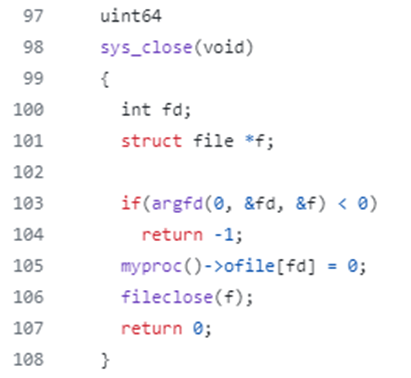 97 uint64
98 sys_close(void)
99 {
100 int fd;
101 struct file *f;
102
103 if(argfd(0, &fd, &f) < 0)
104 return -1;
105 myproc()->ofile[fd] = 0;
106 fileclose(f);
107 return 0;
108 }